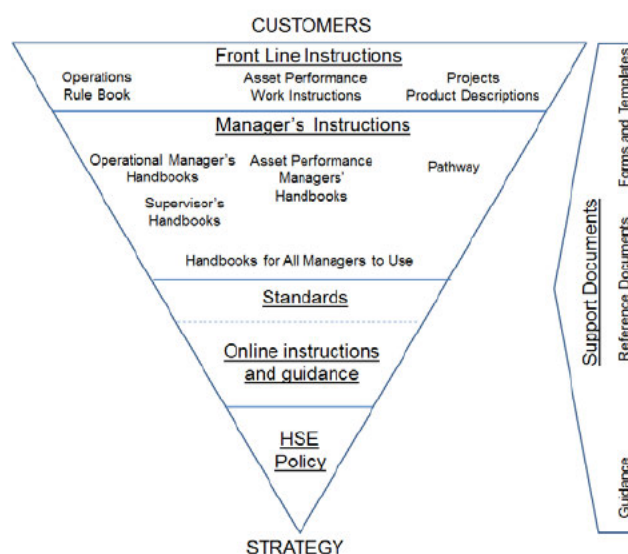 CUSTOMERS
Front Line Instructions
Operations
Rule Book
Asset Performance
Work Instructions
Projects
Product Descriptions
Manager's Instructions
Operational Manager's
Handbooks
Asset Performance
Managers'
Handbooks
Pathway
Supervisor's
Handbooks
Handbooks for All Managers to Use
Standards
Online instructions
and guidance
HSE
Policy
STRATEGY
Support Documents
Forms and Templates
Reference Documents
Guidance